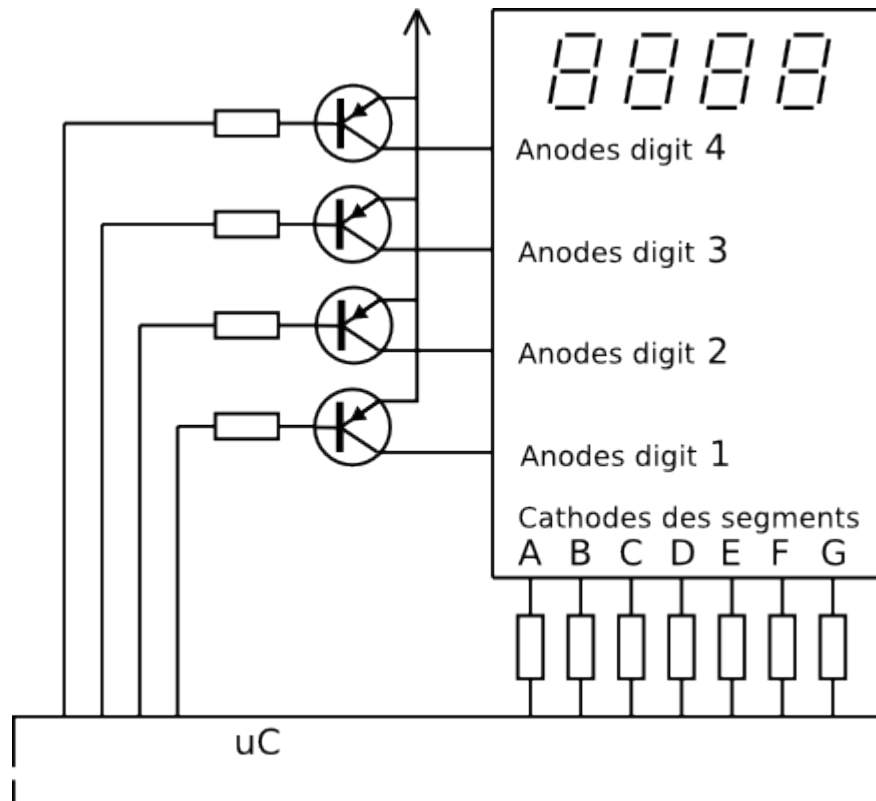 Anodes digit 4
Anodes digit 3
Anodes digit 2
Anodes digit 1
Cathodes des segments
A B C D E F G
uC